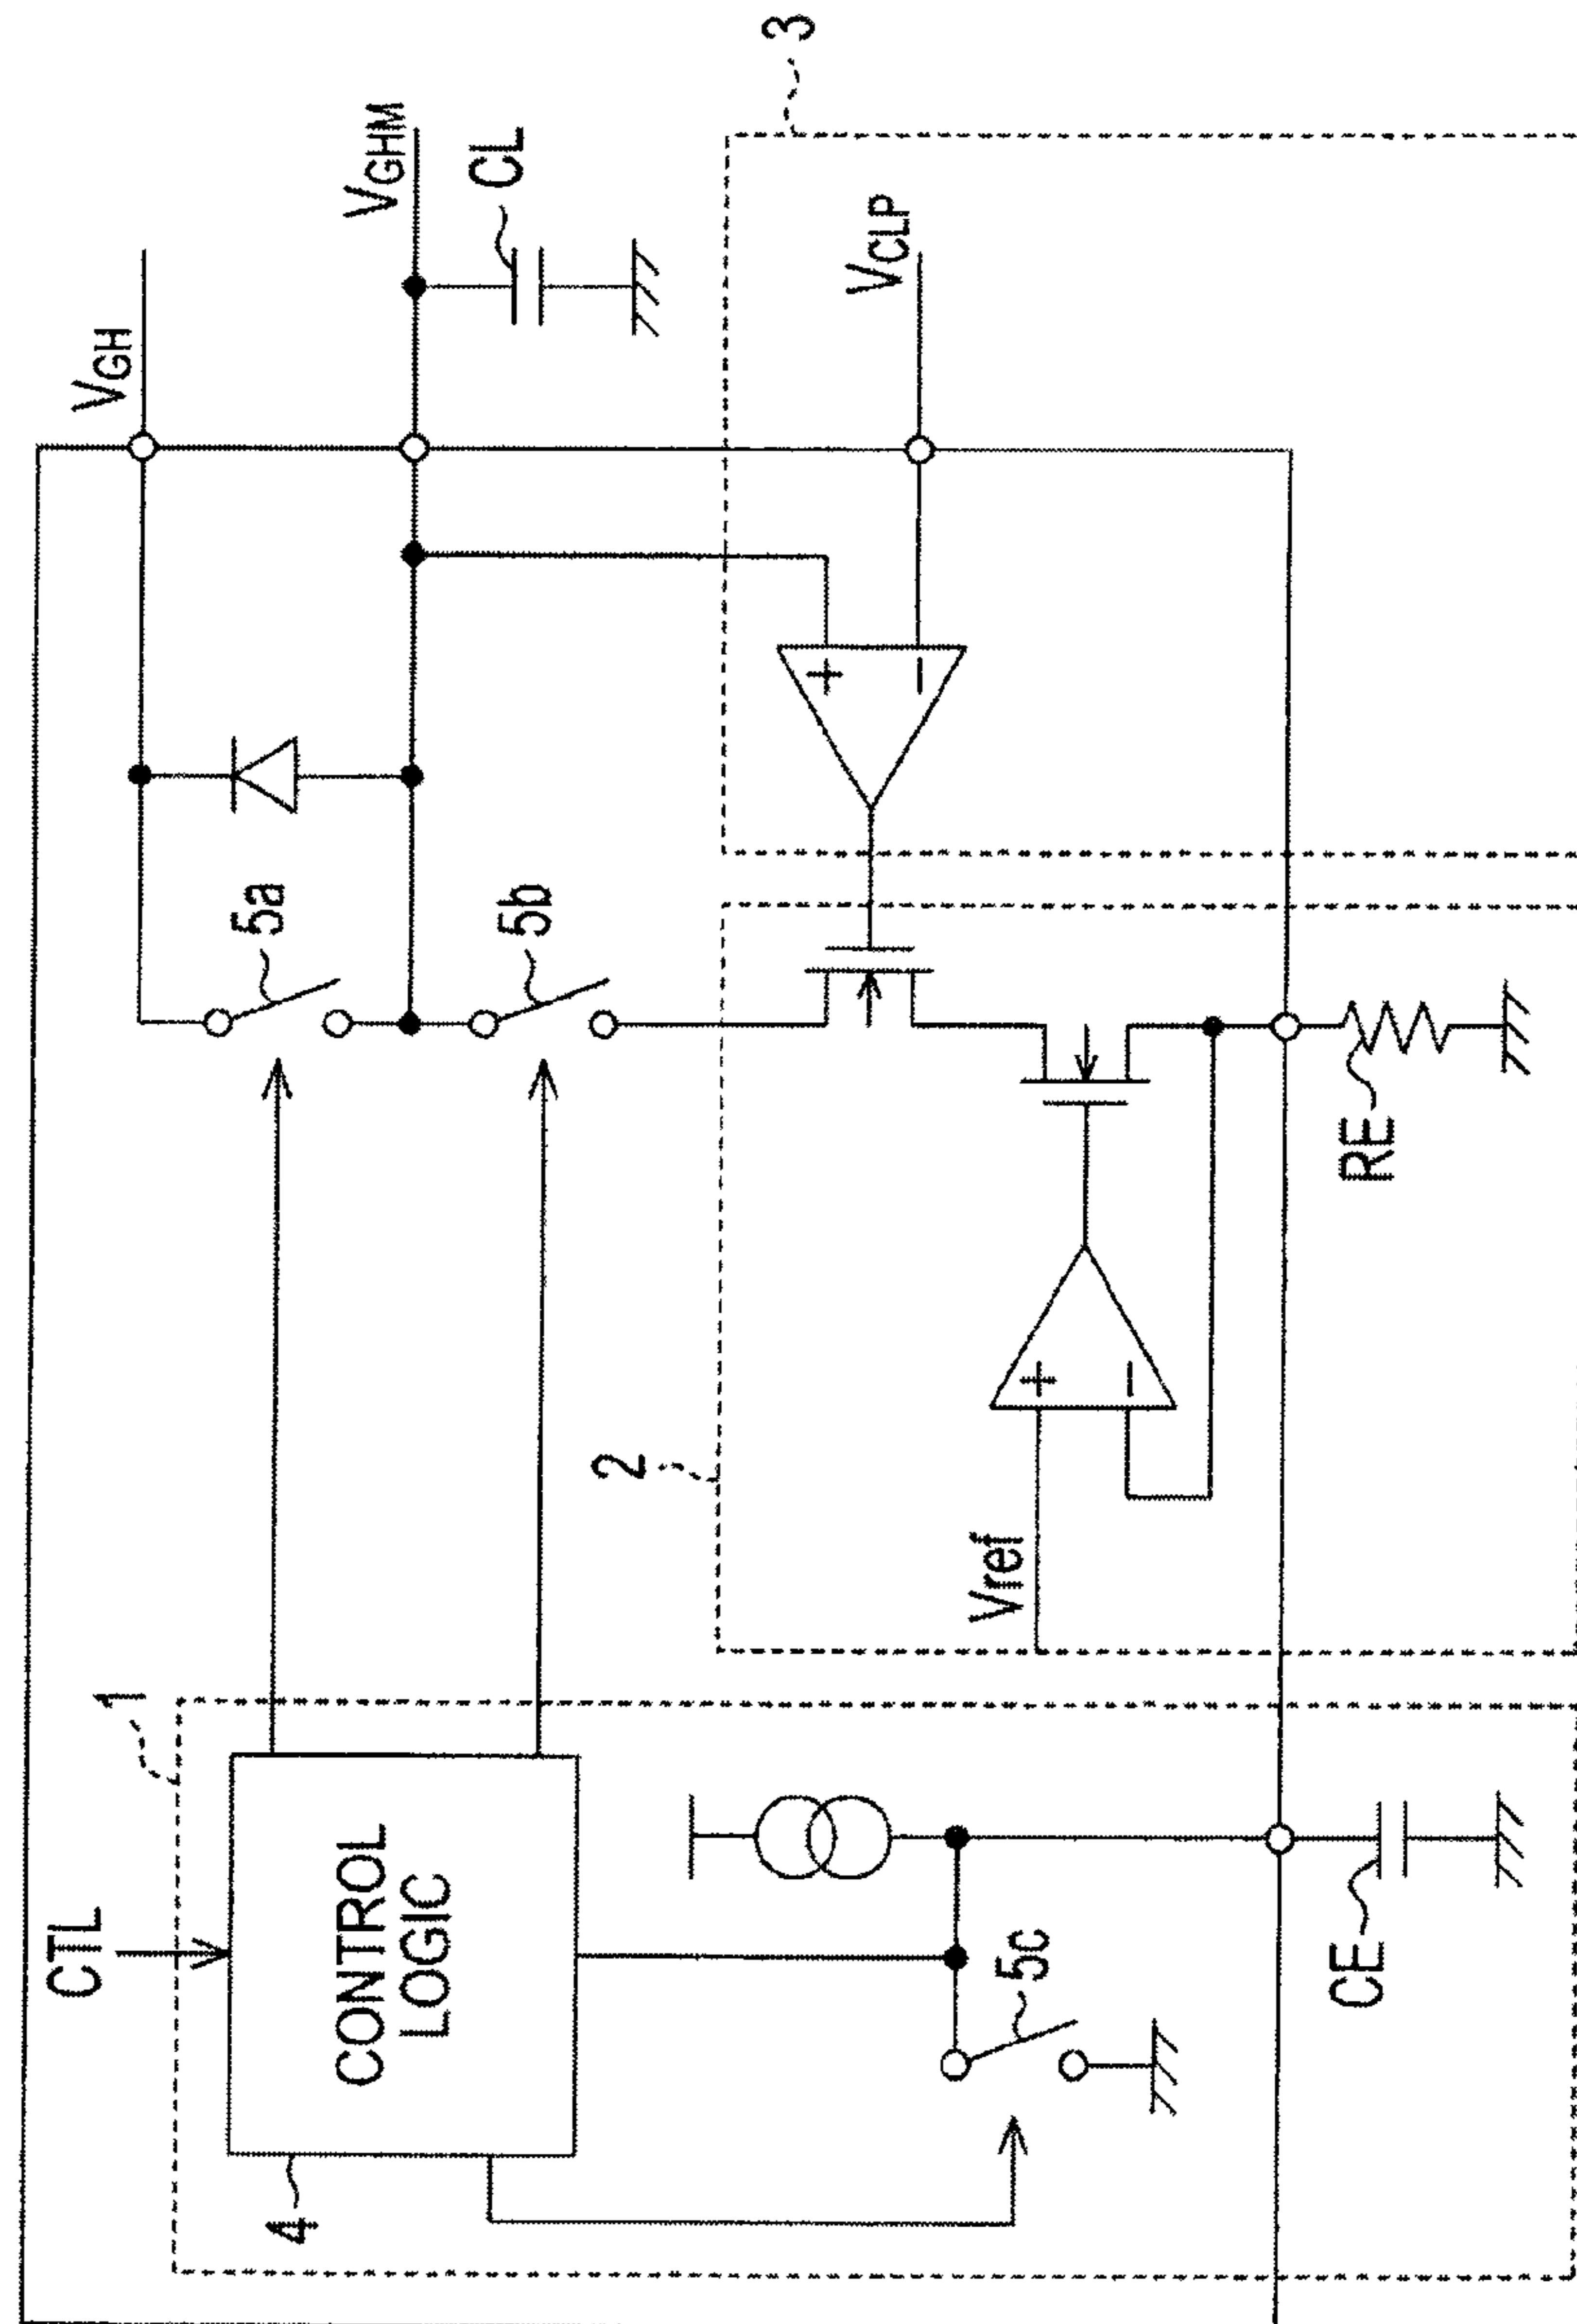 CTL
1
4
CONTROL
LOGIC
5c
CE
2
Vref
5a
5b
RE
VGH
VGHM
CL
VCLP
3
+
−
+
−